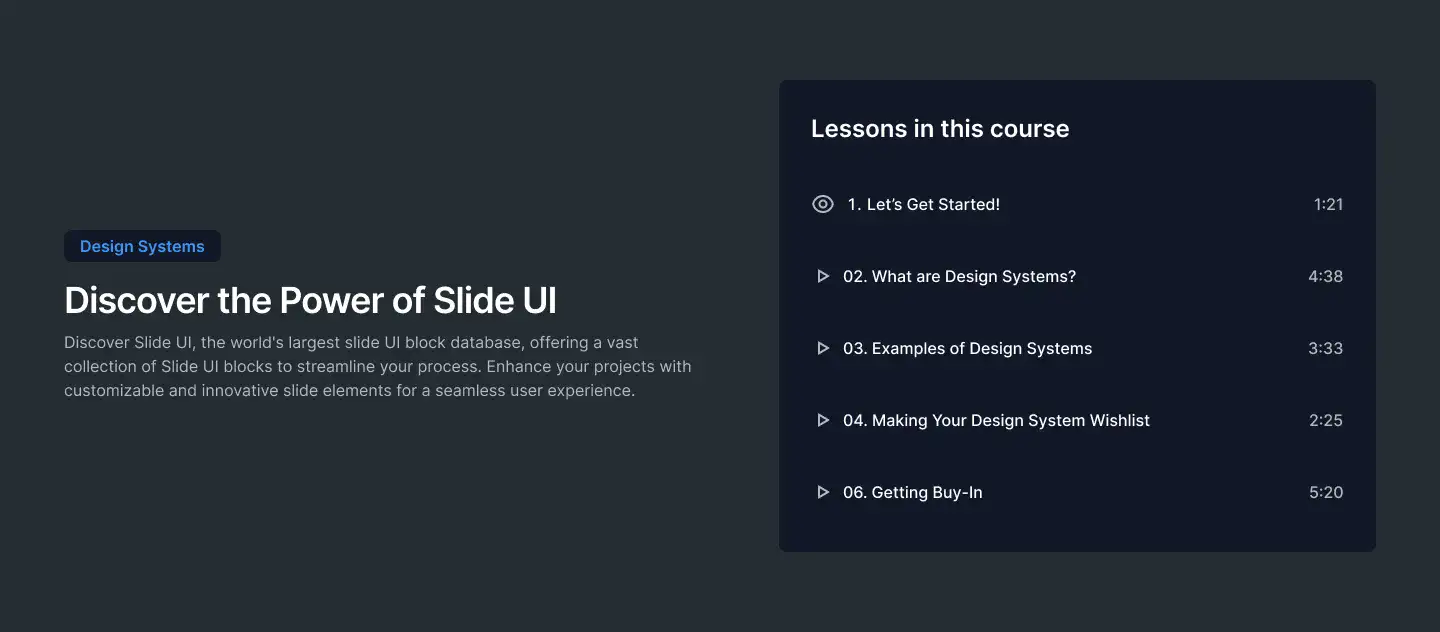 Design Systems
Discover the Power of Slide UI
Discover Slide UI, the world's largest slide UI block database, offering a vast
collection of Slide UI blocks to streamline your process. Enhance your projects with
customizable and innovative slide elements for a seamless user experience.
Lessons in this course
1. Let’s Get Started! 1:21
02. What are Design Systems? 4:38
03. Examples of Design Systems 3:33
04. Making Your Design System Wishlist 2:25
06. Getting Buy-In 5:20